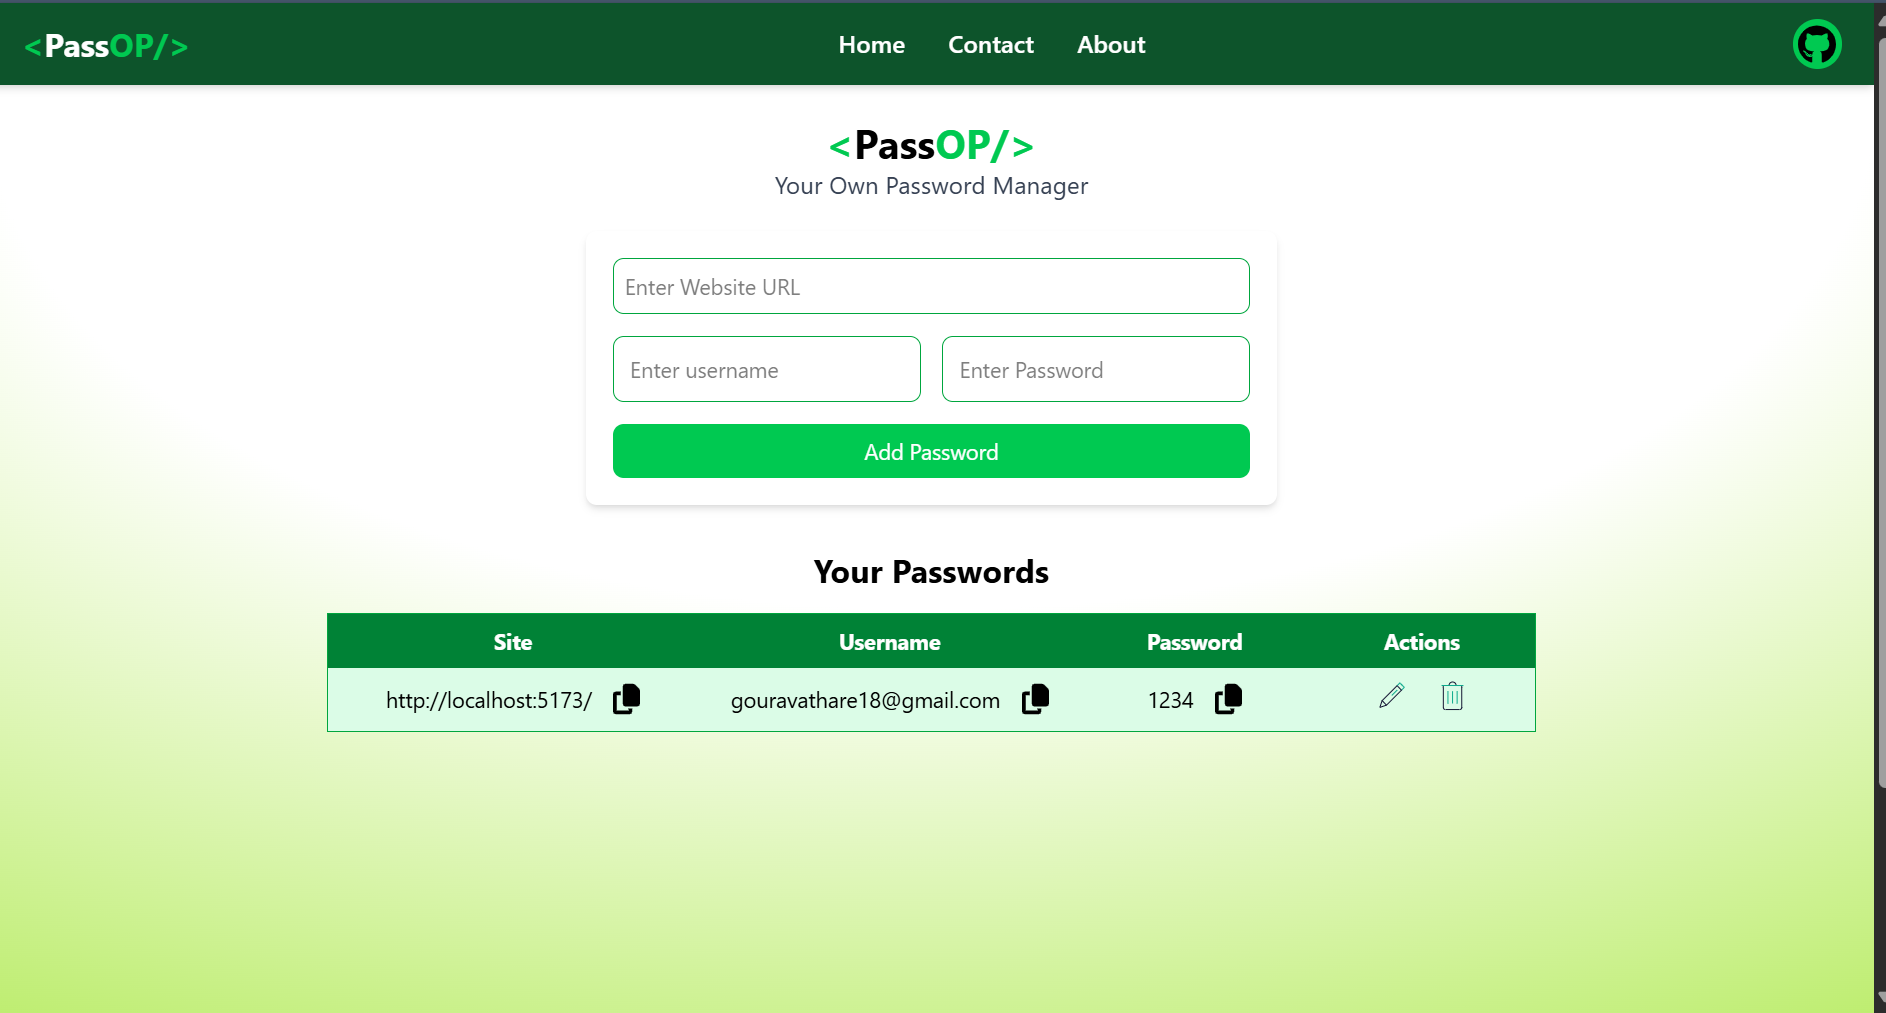 <PassOP/>
Home Contact About
<PassOP/>
Your Own Password Manager
Enter Website URL
Enter username Enter Password
Add Password
Your Passwords
Site Username Password Actions
http://localhost:5173/ gouravathare18@gmail.com 1234